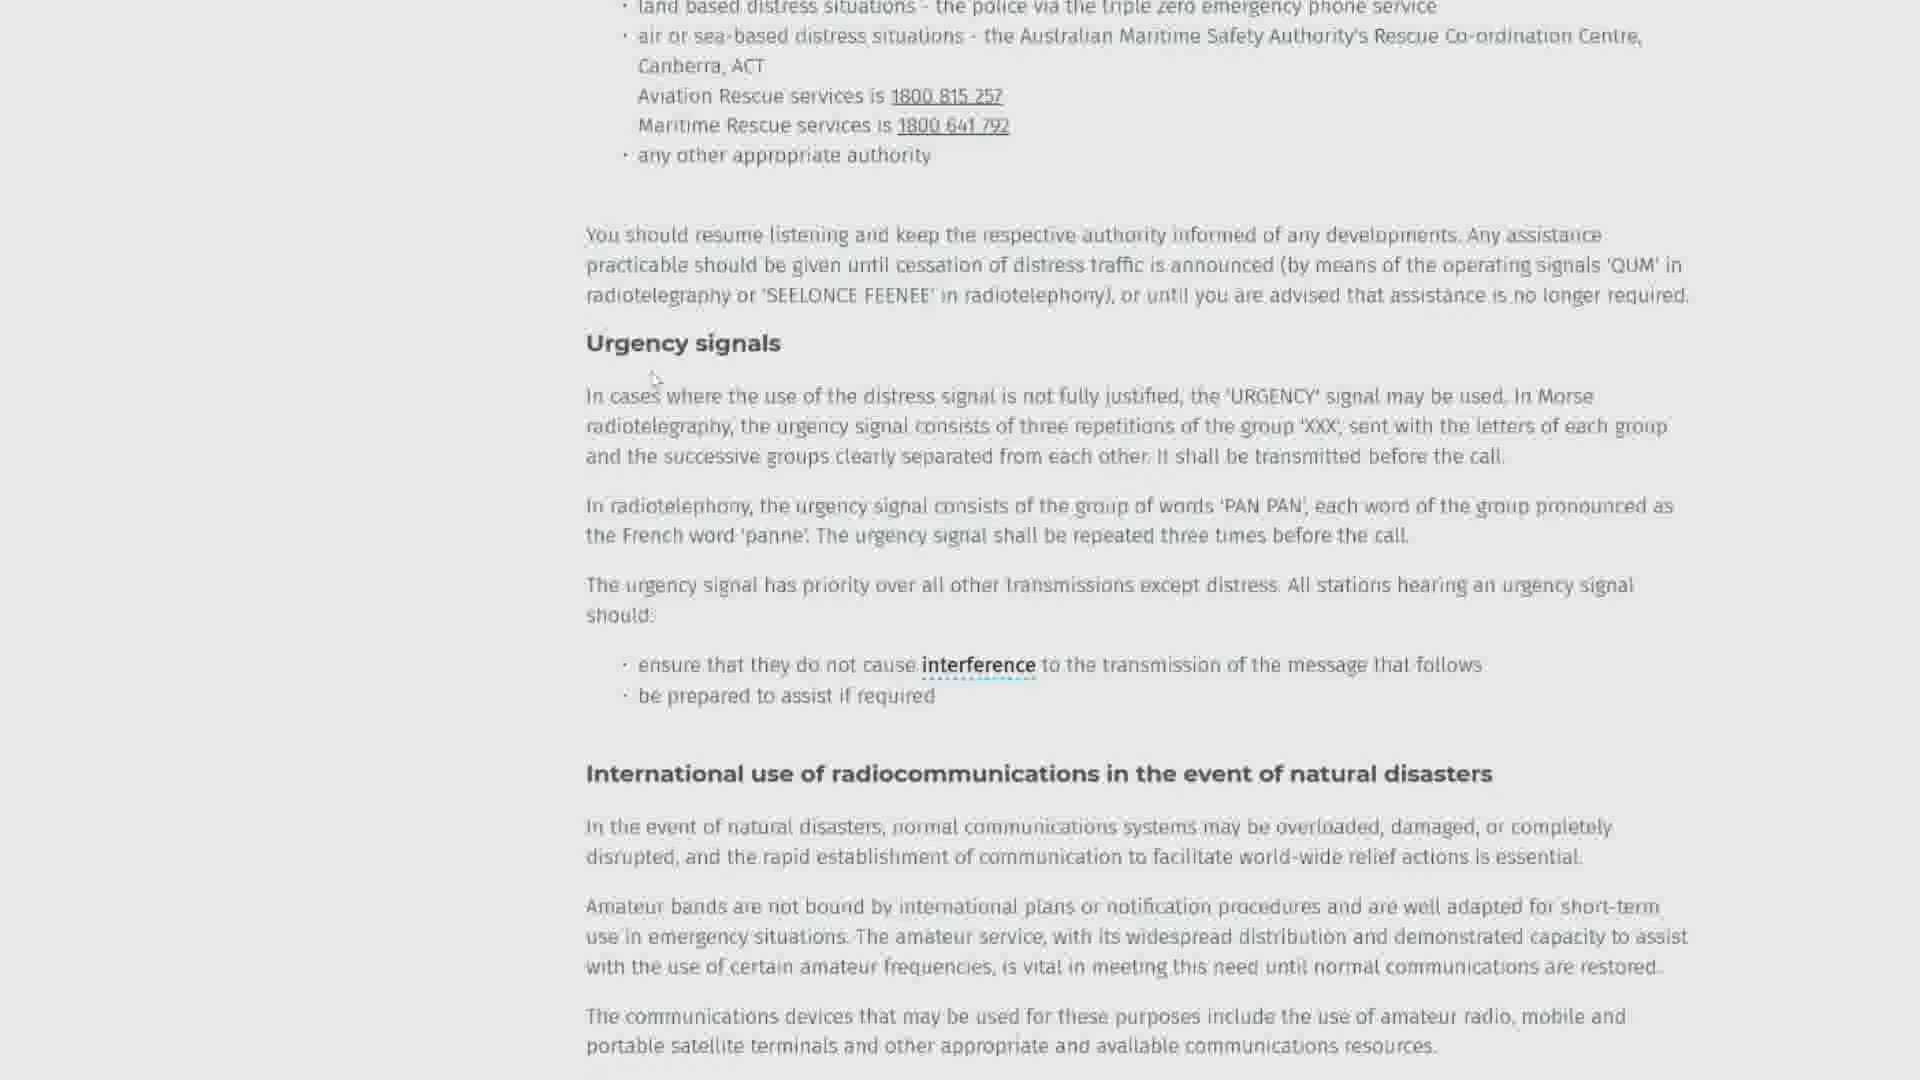 · land based distress situations - the police via the triple zero emergency phone service
· air or sea-based distress situations - the Australian Maritime Safety Authority's Rescue Co-ordination Centre,
Canberra, ACT
Aviation Rescue services is 1800 815 257
Maritime Rescue services is 1800 641 792
· any other appropriate authority
You should resume listening and keep the respective authority informed of any developments. Any assistance
practicable should be given until cessation of distress traffic is announced (by means of the operating signals 'QUM' in
radiotelegraphy or 'SEELONCE FEENEE' in radiotelephony), or until you are advised that assistance is no longer required.
Urgency signals
In cases where the use of the distress signal is not fully justified, the 'URGENCY' signal may be used. In Morse
radiotelegraphy, the urgency signal consists of three repetitions of the group 'XXX', sent with the letters of each group
and the successive groups clearly separated from each other. It shall be transmitted before the call.
In radiotelephony, the urgency signal consists of the group of words 'PAN PAN', each word of the group pronounced as
the French word 'panne'. The urgency signal shall be repeated three times before the call.
The urgency signal has priority over all other transmissions except distress. All stations hearing an urgency signal
should:
· ensure that they do not cause interference to the transmission of the message that follows
· be prepared to assist if required
International use of radiocommunications in the event of natural disasters
In the event of natural disasters, normal communications systems may be overloaded, damaged, or completely
disrupted, and the rapid establishment of communication to facilitate world-wide relief actions is essential.
Amateur bands are not bound by international plans or notification procedures and are well adapted for short-term
use in emergency situations. The amateur service, with its widespread distribution and demonstrated capacity to assist
with the use of certain amateur frequencies, is vital in meeting this need until normal communications are restored.
The communications devices that may be used for these purposes include the use of amateur radio, mobile and
portable satellite terminals and other appropriate and available communications resources.